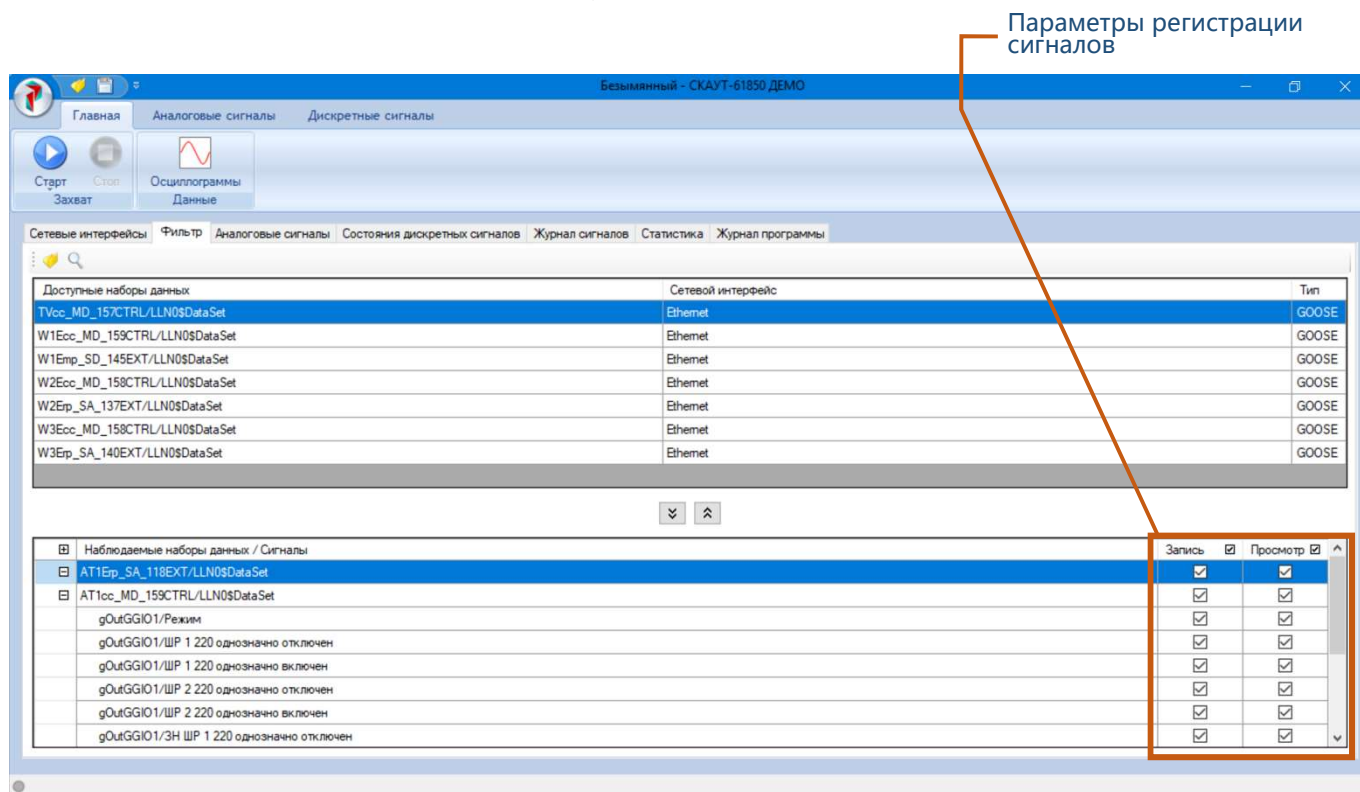 Параметры регистрации
сигналов
Безымянный - СКАУТ-61850 ДЕМО
Главная Аналоговые сигналы Дискретные сигналы
Старт Стоп Осциллограммы
Захват Данные
Сетевые интерфейсы Фильтр Аналоговые сигналы Состояния дискретных сигналов Журнал сигналов Статистика Журнал программы
Доступные наборы данных Сетевой интерфейс Тип
TVcc_MD_157CTRL/LLN0$DataSet Ethernet GOOSE
W1Ecc_MD_159CTRL/LLN0$DataSet Ethernet GOOSE
W1Emp_SD_145EXT/LLN0$DataSet Ethernet GOOSE
W2Ecc_MD_158CTRL/LLN0$DataSet Ethernet GOOSE
W2Erp_SA_137EXT/LLN0$DataSet Ethernet GOOSE
W3Ecc_MD_158CTRL/LLN0$DataSet Ethernet GOOSE
W3Erp_SA_140EXT/LLN0$DataSet Ethernet GOOSE
Наблюдаемые наборы данных / Сигналы Запись Просмотр
AT1Erp_SA_118EXT/LLN0$DataSet
AT1cc_MD_159CTRL/LLN0$DataSet
gOutGGIO1/Режим
gOutGGIO1/ШР 1 220 однозначно отключен
gOutGGIO1/ШР 1 220 однозначно включен
gOutGGIO1/ШР 2 220 однозначно отключен
gOutGGIO1/ШР 2 220 однозначно включен
gOutGGIO1/ЗН ШР 1 220 однозначно отключен